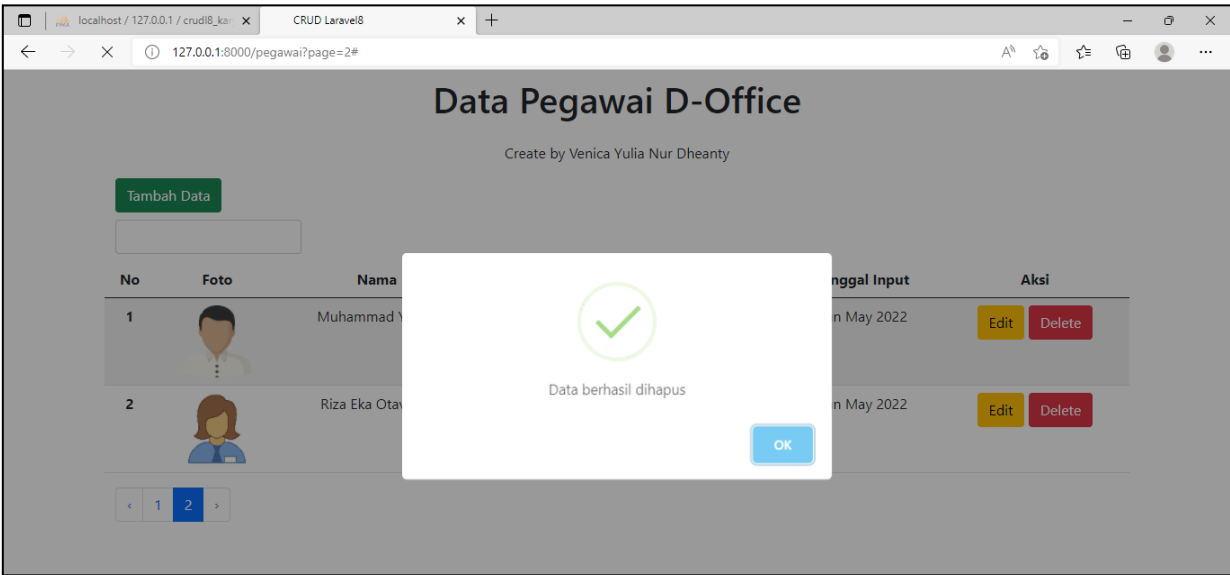 localhost / 127.0.0.1 / crudl8_kar
CRUD Laravel8
127.0.0.1:8000/pegawai?page=2#
Data Pegawai D-Office
Create by Venica Yulia Nur Dheanty
Tambah Data
No Foto Nama nggal Input Aksi
1 Muhammad Y n May 2022 Edit Delete
2 Riza Eka Otav n May 2022 Edit Delete
Data berhasil dihapus
OK
‹ 1 2 ›